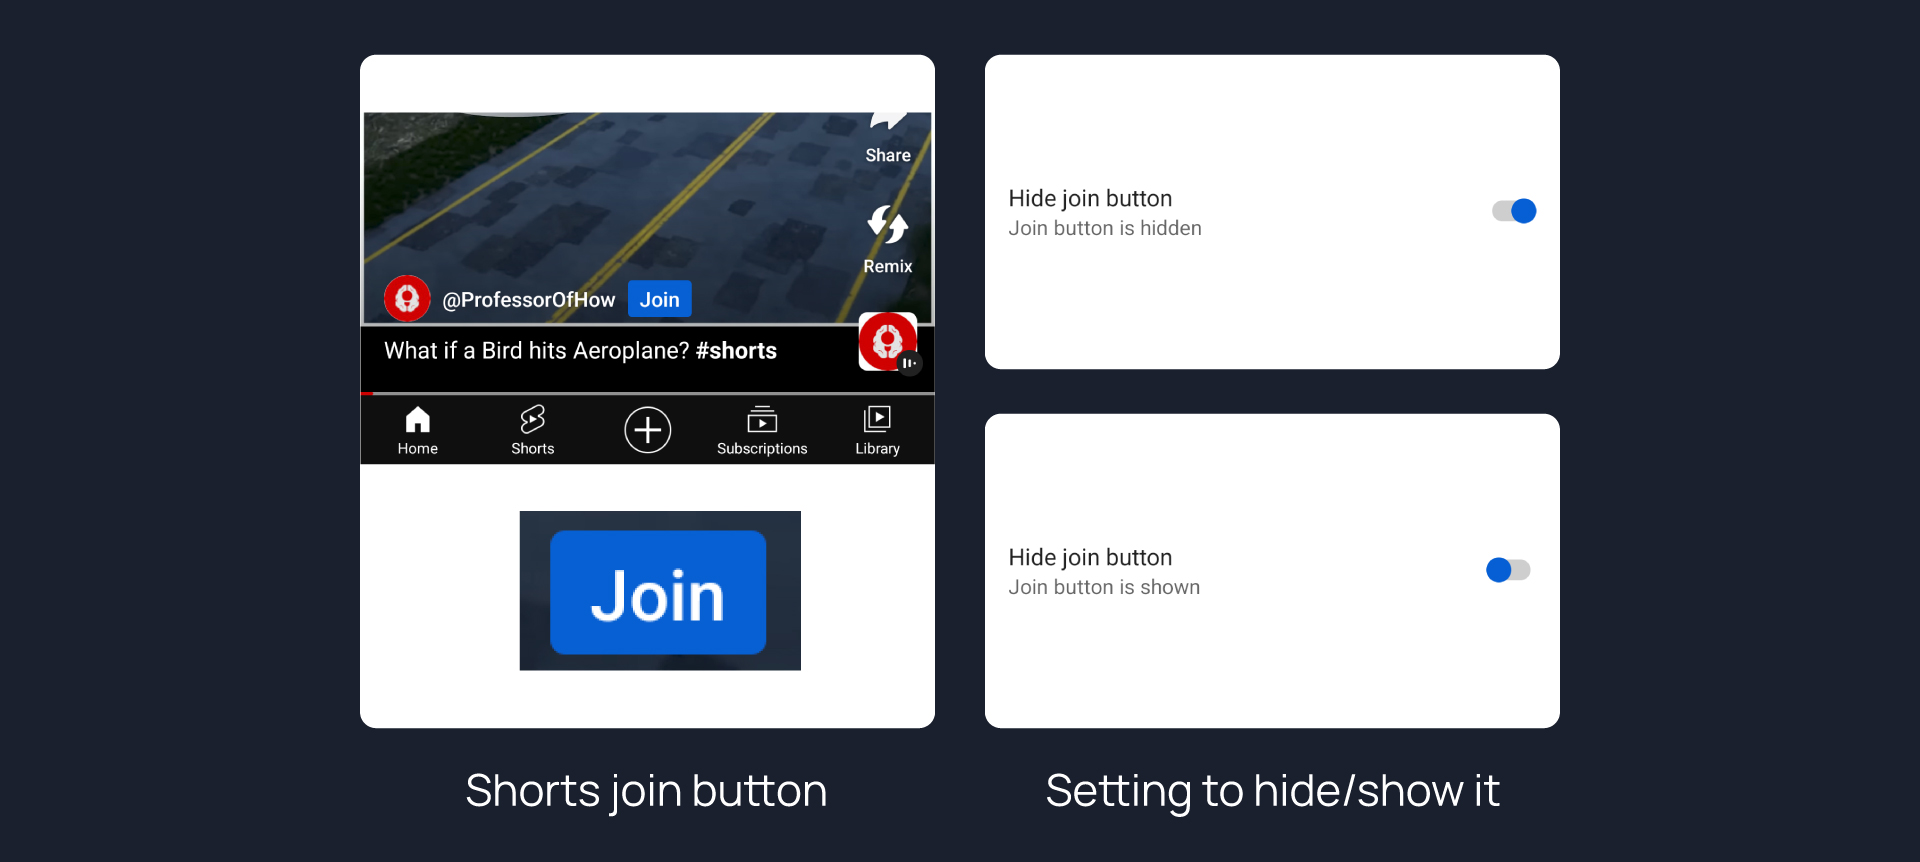 Share
Remix
@ProfessorOfHow Join
What if a Bird hits Aeroplane? #shorts
Home Shorts Subscriptions Library
Join
Shorts join button
Hide join button
Join button is hidden
Hide join button
Join button is shown
Setting to hide/show it